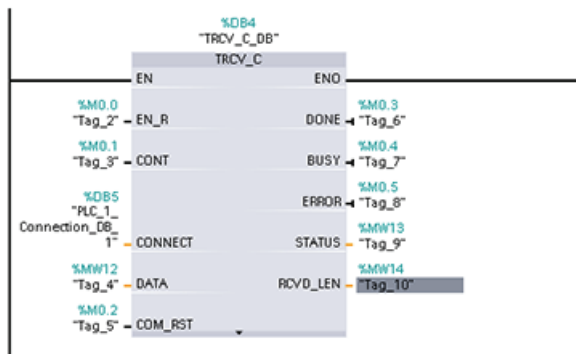 %DB4
"TRCV_C_DB"
TRCV_C
EN ENO
%M0.0
"Tag_2" EN_R
%M0.3
DONE "Tag_6"
%M0.1
"Tag_3" CONT
%M0.4
BUSY "Tag_7"
%DB5
"PLC_1_
Connection_DB_
1" CONNECT
%M0.5
ERROR "Tag_8"
%MW13
STATUS "Tag_9"
%MW12
"Tag_4" DATA
%MW14
RCVD_LEN "Tag_10"
%M0.2
"Tag_5" COM_RST